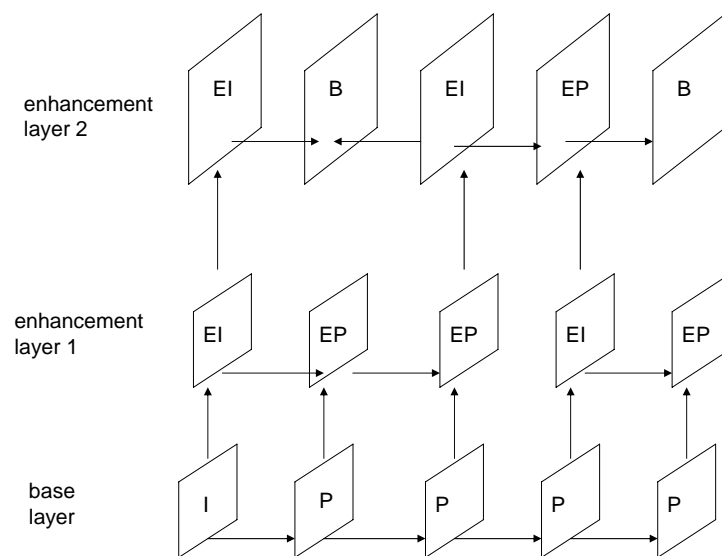 EI B EI EP B
enhancement
layer 2
EI EP EP EI EP
enhancement
layer 1
I P P P P
base
layer